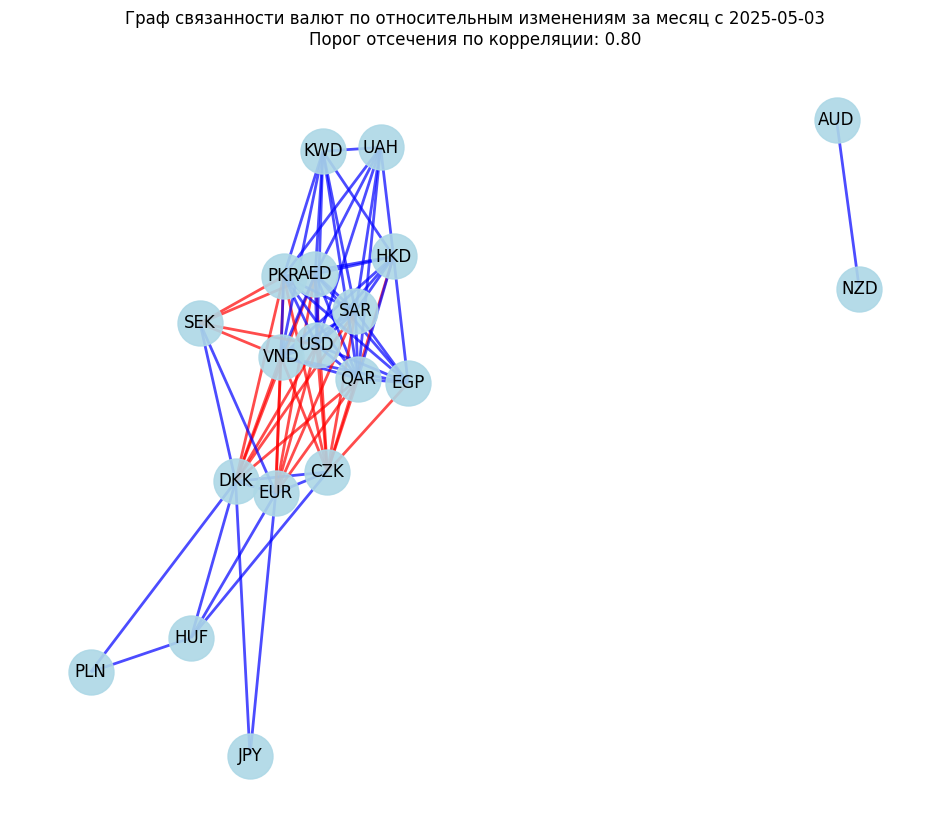 Граф связанности валют по относительным изменениям за месяц с 2025-05-03
Порог отсечения по корреляции: 0.80
AUD
KWD
UAH
HKD
PKR
AED
NZD
SAR
SEK
USD
VND
QAR
EGP
CZK
DKK
EUR
HUF
PLN
JPY